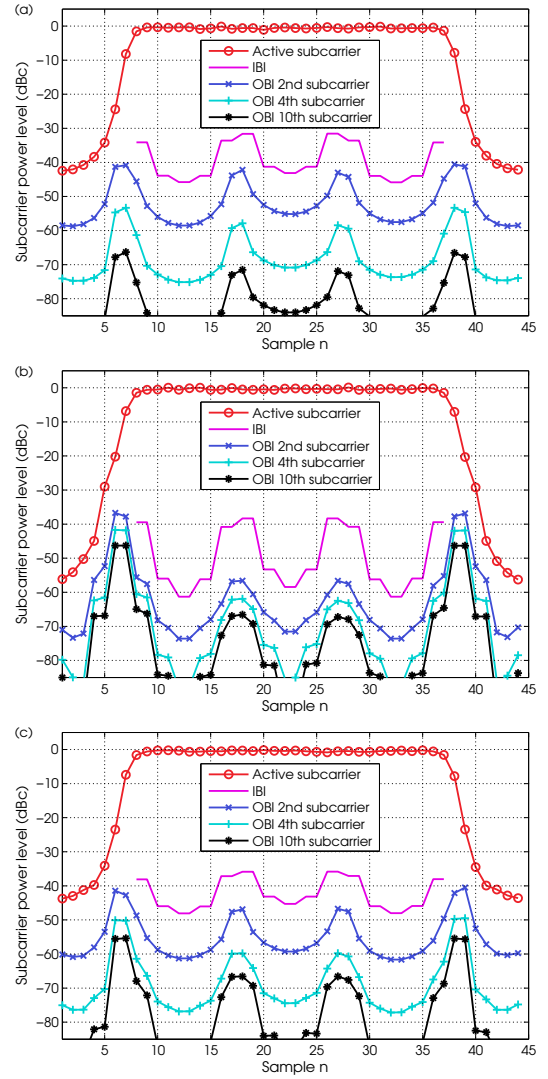 (a)
0
−10
−20
−30
−40
−50
−60
−70
−80
Subcarrier power level (dBc)
Active subcarrier
IBI
OBI 2nd subcarrier
OBI 4th subcarrier
OBI 10th subcarrier
5 10 15 20 25 30 35 40 45
Sample n
(b)
0
−10
−20
−30
−40
−50
−60
−70
−80
Subcarrier power level (dBc)
Active subcarrier
IBI
OBI 2nd subcarrier
OBI 4th subcarrier
OBI 10th subcarrier
5 10 15 20 25 30 35 40 45
Sample n
(c)
0
−10
−20
−30
−40
−50
−60
−70
−80
Subcarrier power level (dBc)
Active subcarrier
IBI
OBI 2nd subcarrier
OBI 4th subcarrier
OBI 10th subcarrier
5 10 15 20 25 30 35 40 45
Sample n